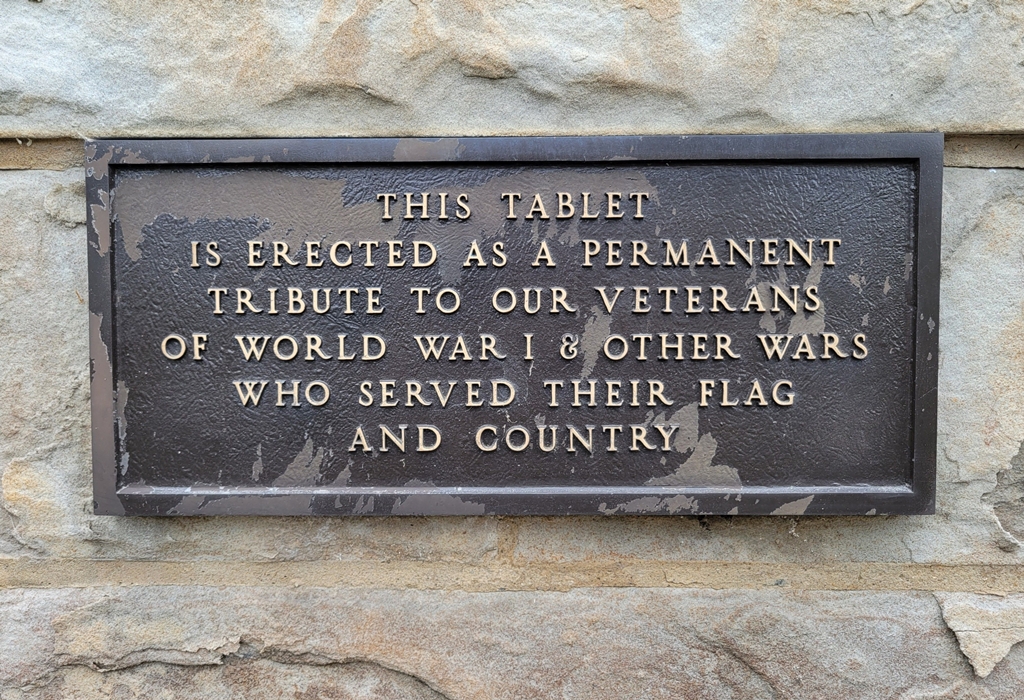 THIS TABLET
IS ERECTED AS A PERMANENT
TRIBUTE TO OUR VETERANS
OF WORLD WAR I & OTHER WARS
WHO SERVED THEIR FLAG
AND COUNTRY